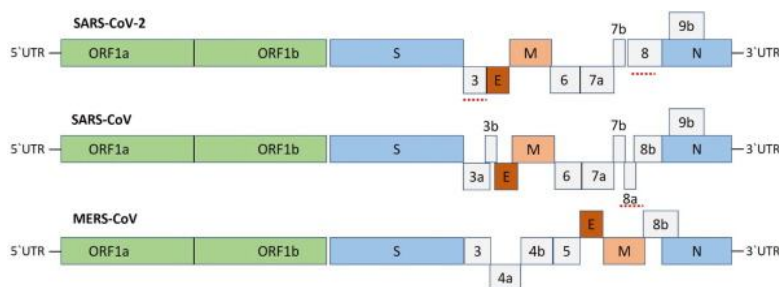 SARS-CoV-2
9b
7b
5`UTR ORF1a ORF1b S M 8 N 3`UTR
3 E 6 7a
SARS-CoV
9b
3b 7b
5`UTR ORF1a ORF1b S M 8b N 3`UTR
3a E 6 7a
8a
MERS-CoV
E 8b
5`UTR ORF1a ORF1b S 3 4b 5 M N 3`UTR
4a